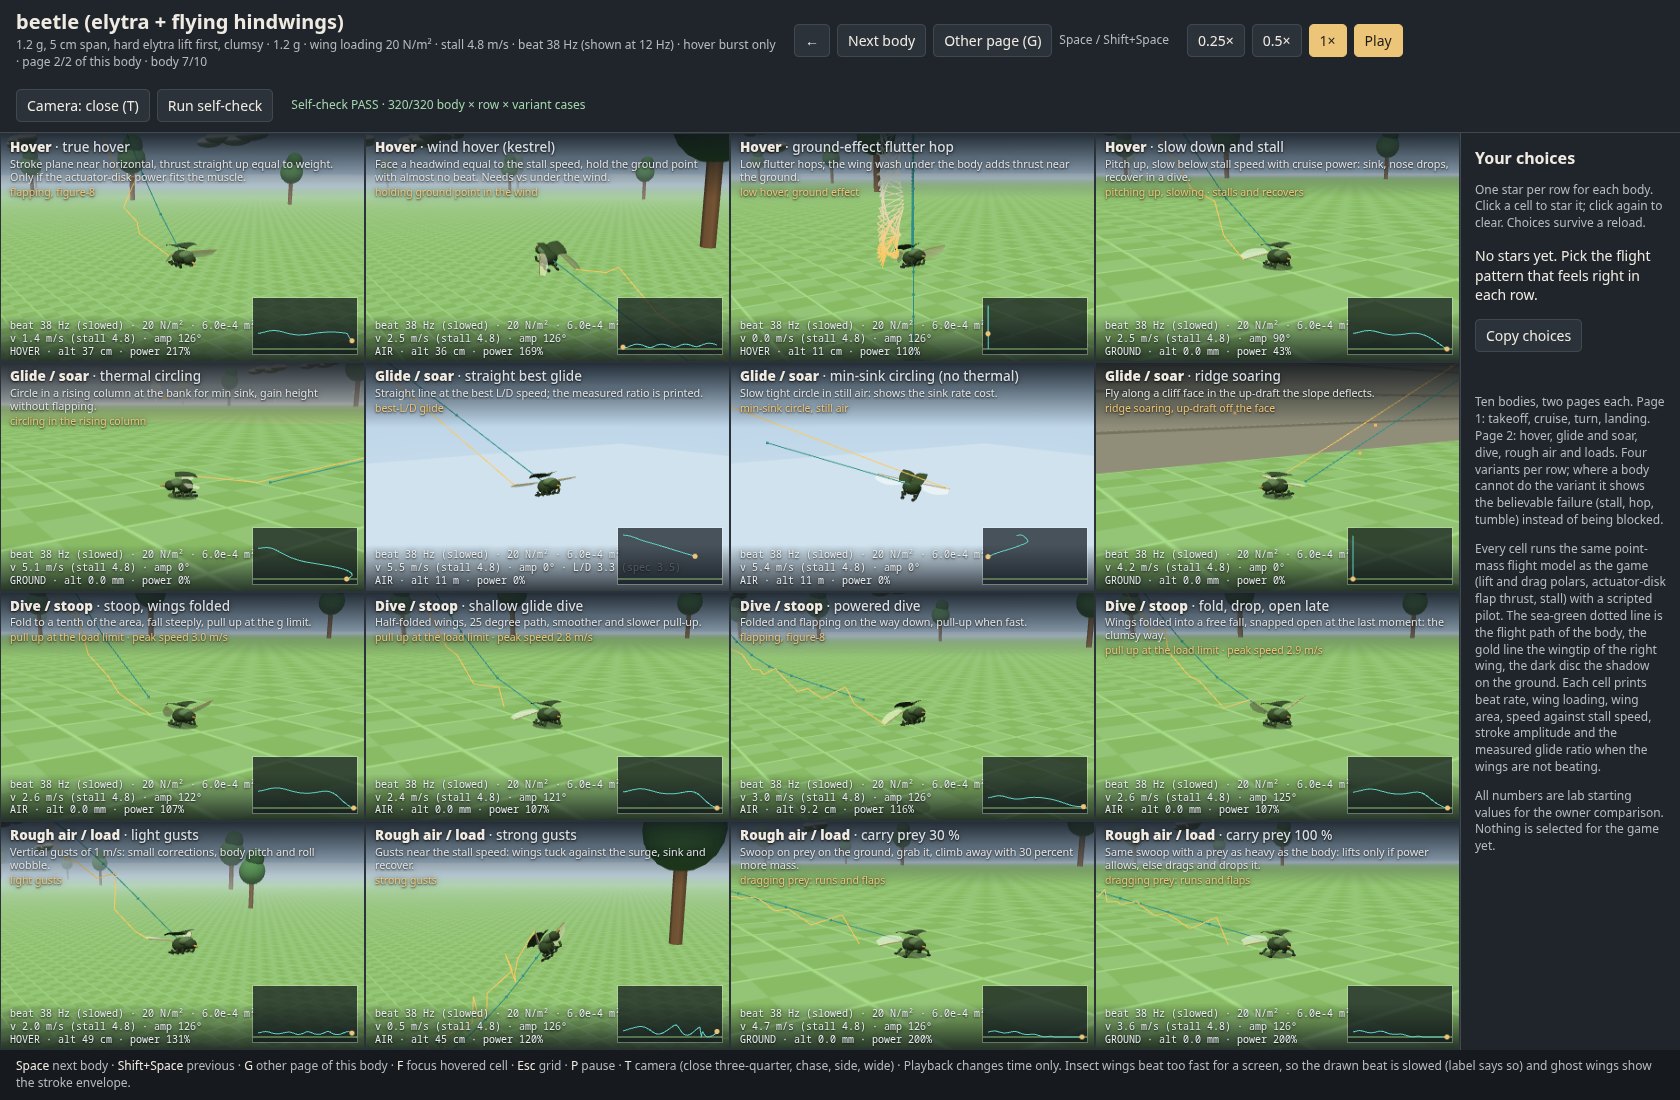 beetle (elytra + flying hindwings)
1.2 g, 5 cm span, hard elytra lift first, clumsy · 1.2 g · wing loading 20 N/m² · stall 4.8 m/s · beat 38 Hz (shown at 12 Hz) · hover burst only
· page 2/2 of this body · body 7/10
← Next body Other page (G) Space / Shift+Space 0.25× 0.5× 1× Play
Camera: close (T) Run self-check Self-check PASS · 320/320 body × row × variant cases
Hover · true hover
Stroke plane near horizontal, thrust straight up equal to weight.
Only if the actuator-disk power fits the muscle.
flapping, figure-8
beat 38 Hz (slowed) · 20 N/m² · 6.0e-4 m²
v 1.4 m/s (stall 4.8) · amp 126°
HOVER · alt 37 cm · power 217%
Hover · wind hover (kestrel)
Face a headwind equal to the stall speed, hold the ground point
with almost no beat. Needs vs under the wind.
holding ground point in the wind
beat 38 Hz (slowed) · 20 N/m² · 6.0e-4 m²
v 2.5 m/s (stall 4.8) · amp 126°
AIR · alt 36 cm · power 169%
Hover · ground-effect flutter hop
Low flutter hops, the wing wash under the body adds thrust near
the ground.
low hover, ground effect
beat 38 Hz (slowed) · 20 N/m² · 6.0e-4 m²
v 0.0 m/s (stall 4.8) · amp 126°
HOVER · alt 11 cm · power 110%
Hover · slow down and stall
Pitch up, slow below stall speed with cruise power: sink, nose drops,
recover in a dive.
pitching up, slowing · stalls and recovers
beat 38 Hz (slowed) · 20 N/m² · 6.0e-4 m²
v 2.5 m/s (stall 4.8) · amp 90°
GROUND · alt 0.0 mm · power 43%
Glide / soar · thermal circling
Circle in a rising column at the bank for min sink, gain height
without flapping.
circling in the rising column
beat 38 Hz (slowed) · 20 N/m² · 6.0e-4 m²
v 5.1 m/s (stall 4.8) · amp 0°
GROUND · alt 0.0 mm · power 0%
Glide / soar · straight best glide
Straight line at the best L/D speed; the measured ratio is printed.
best-L/D glide
beat 38 Hz (slowed) · 20 N/m² · 6.0e-4 m²
v 5.5 m/s (stall 4.8) · amp 0° · L/D 3.3 (spec 3.5)
AIR · alt 11 m · power 0%
Glide / soar · min-sink circling (no thermal)
Slow tight circle in still air: shows the sink rate cost.
min-sink circle, still air
beat 38 Hz (slowed) · 20 N/m² · 6.0e-4 m²
v 5.4 m/s (stall 4.8) · amp 0°
AIR · alt 11 m · power 0%
Glide / soar · ridge soaring
Fly along a cliff face in the up-draft the slope deflects.
ridge soaring, up-draft off the face
beat 38 Hz (slowed) · 20 N/m² · 6.0e-4 m²
v 4.2 m/s (stall 4.8) · amp 0°
GROUND · alt 0.0 mm · power 0%
Dive / stoop · stoop, wings folded
Fold to a tenth of the area, fall steeply, pull up at the g limit.
pull up at the load limit · peak speed 3.0 m/s
beat 38 Hz (slowed) · 20 N/m² · 6.0e-4 m²
v 2.6 m/s (stall 4.8) · amp 122°
AIR · alt 0.0 mm · power 107%
Dive / stoop · shallow glide dive
Half-folded wings, 25 degree path, smoother and slower pull-up.
pull up at the load limit · peak speed 2.8 m/s
beat 38 Hz (slowed) · 20 N/m² · 6.0e-4 m²
v 2.4 m/s (stall 4.8) · amp 121°
AIR · alt 0.0 mm · power 107%
Dive / stoop · powered dive
Folded and flapping on the way down, pull-up when fast.
flapping, figure-8
beat 38 Hz (slowed) · 20 N/m² · 6.0e-4 m²
v 3.0 m/s (stall 4.8) · amp 126°
AIR · alt 9.2 cm · power 116%
Dive / stoop · fold, drop, open late
Wings folded into a free fall, snapped open at the last moment: the
clumsy way.
pull up at the load limit · peak speed 2.9 m/s
beat 38 Hz (slowed) · 20 N/m² · 6.0e-4 m²
v 2.6 m/s (stall 4.8) · amp 125°
AIR · alt 0.0 mm · power 107%
Rough air / load · light gusts
Vertical gusts of 1 m/s: small corrections, body pitch and roll
wobble.
light gusts
beat 38 Hz (slowed) · 20 N/m² · 6.0e-4 m²
v 2.0 m/s (stall 4.8) · amp 126°
HOVER · alt 49 cm · power 131%
Rough air / load · strong gusts
Gusts near the stall speed: wings tuck against the surge, sink and
recover.
strong gusts
beat 38 Hz (slowed) · 20 N/m² · 6.0e-4 m²
v 0.5 m/s (stall 4.8) · amp 126°
AIR · alt 45 cm · power 120%
Rough air / load · carry prey 30 %
Swoop on prey on the ground, grab it, climb away with 30 percent
more mass.
dragging prey: runs and flaps
beat 38 Hz (slowed) · 20 N/m² · 6.0e-4 m²
v 4.7 m/s (stall 4.8) · amp 126°
GROUND · alt 0.0 mm · power 200%
Rough air / load · carry prey 100 %
Same swoop with a prey as heavy as the body: lifts only if power
allows, else drags and drops it.
dragging prey: runs and flaps
beat 38 Hz (slowed) · 20 N/m² · 6.0e-4 m²
v 3.6 m/s (stall 4.8) · amp 126°
GROUND · alt 0.0 mm · power 200%
Your choices
One star per row for each body.
Click a cell to star it; click again to
clear. Choices survive a reload.
No stars yet. Pick the flight
pattern that feels right in
each row.
Copy choices
Ten bodies, two pages each. Page
1: takeoff, cruise, turn, landing.
Page 2: hover, glide and soar,
dive, rough air and loads. Four
variants per row; where a body
cannot do the variant it shows
the believable failure (stall, hop,
tumble) instead of being blocked.
Every cell runs the same point-
mass flight model as the game
(lift and drag polars, actuator-disk
flap thrust, stall) with a scripted
pilot. The sea-green dotted line is
the flight path of the body, the
gold line the wingtip of the right
wing, the dark disc the shadow
on the ground. Each cell prints
beat rate, wing loading, wing
area, speed against stall speed,
stroke amplitude and the
measured glide ratio when the
wings are not beating.
All numbers are lab starting
values for the owner comparison.
Nothing is selected for the game
yet.
Space next body · Shift+Space previous · G other page of this body · F focus hovered cell · Esc grid · P pause · T camera (close three-quarter, chase, side, wide) · Playback changes time only. Insect wings beat too fast for a screen, so the drawn beat is slowed (label says so) and ghost wings show
the stroke envelope.